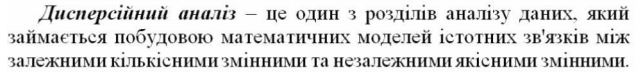 Дисперсійний аналіз – це один з розділів аналізу даних, який
займається побудовою математичних моделей істотних зв'язків між
залежними кількісними змінними та незалежними якісними змінними.